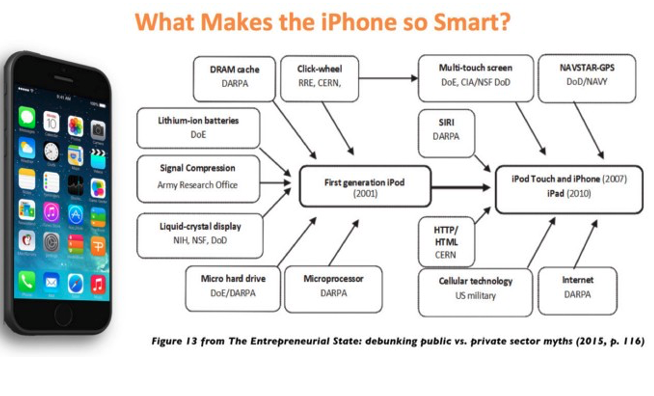 What Makes the iPhone so Smart?
DRAM cache
DARPA
Click-wheel
RRE, CERN,
Multi-touch screen
DoE, CIA/NSF DoD
NAVSTAR-GPS
DoD/NAVY
Lithium-ion batteries
DoE
SIRI
DARPA
Signal Compression
Army Research Office
First generation iPod
(2001)
iPod Touch and iPhone (2007)
iPad (2010)
Liquid-crystal display
NIH, NSF, DoD
HTTP/
HTML
CERN
Micro hard drive
DoE/DARPA
Microprocessor
DARPA
Cellular technology
US military
Internet
DARPA
Figure 13 from The Entrepreneurial State: debunking public vs. private sector myths (2015, p. 116)